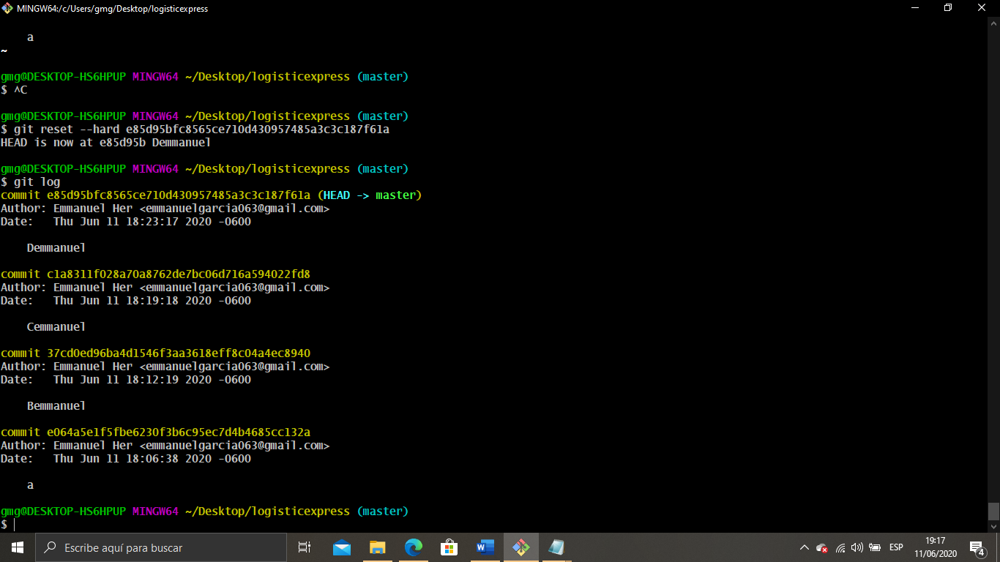 MINGW64:/c/Users/gmg/Desktop/logisticexpress
a
~
gmg@DESKTOP-HS6HPUP MINGW64 ~/Desktop/logisticexpress (master)
$ ^C
gmg@DESKTOP-HS6HPUP MINGW64 ~/Desktop/logisticexpress (master)
$ git reset --hard e85d95bfc8565ce710d430957485a3c3c187f61a
HEAD is now at e85d95b Demmanuel
gmg@DESKTOP-HS6HPUP MINGW64 ~/Desktop/logisticexpress (master)
$ git log
commit e85d95bfc8565ce710d430957485a3c3c187f61a (HEAD -> master)
Author: Emmanuel Her <emmanuelgarcia063@gmail.com>
Date:   Thu Jun 11 18:23:17 2020 -0600
Demmanuel
commit c1a8311f028a70a8762de7bc06d716a594022fd8
Author: Emmanuel Her <emmanuelgarcia063@gmail.com>
Date:   Thu Jun 11 18:19:18 2020 -0600
Cemmanuel
commit 37cd0ed96ba4d1546f3aa3618eff8c04a4ec8940
Author: Emmanuel Her <emmanuelgarcia063@gmail.com>
Date:   Thu Jun 11 18:12:19 2020 -0600
Bemmanuel
commit e064a5e1f5fbe6230f3b6c95ec7d4b4685cc132a
Author: Emmanuel Her <emmanuelgarcia063@gmail.com>
Date:   Thu Jun 11 18:06:38 2020 -0600
a
gmg@DESKTOP-HS6HPUP MINGW64 ~/Desktop/logisticexpress (master)
$
Escribe aquí para buscar
ESP
19:17
11/06/2020
4